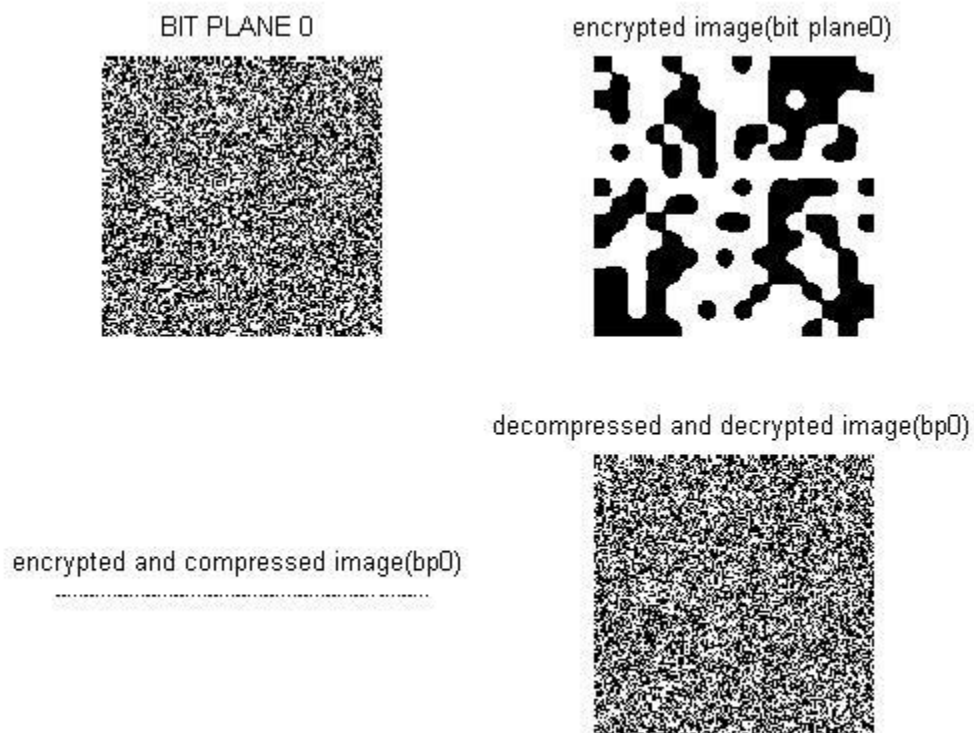 BIT PLANE 0
encrypted image(bit plane0)
encrypted and compressed image(bp0)
decompressed and decrypted image(bp0)